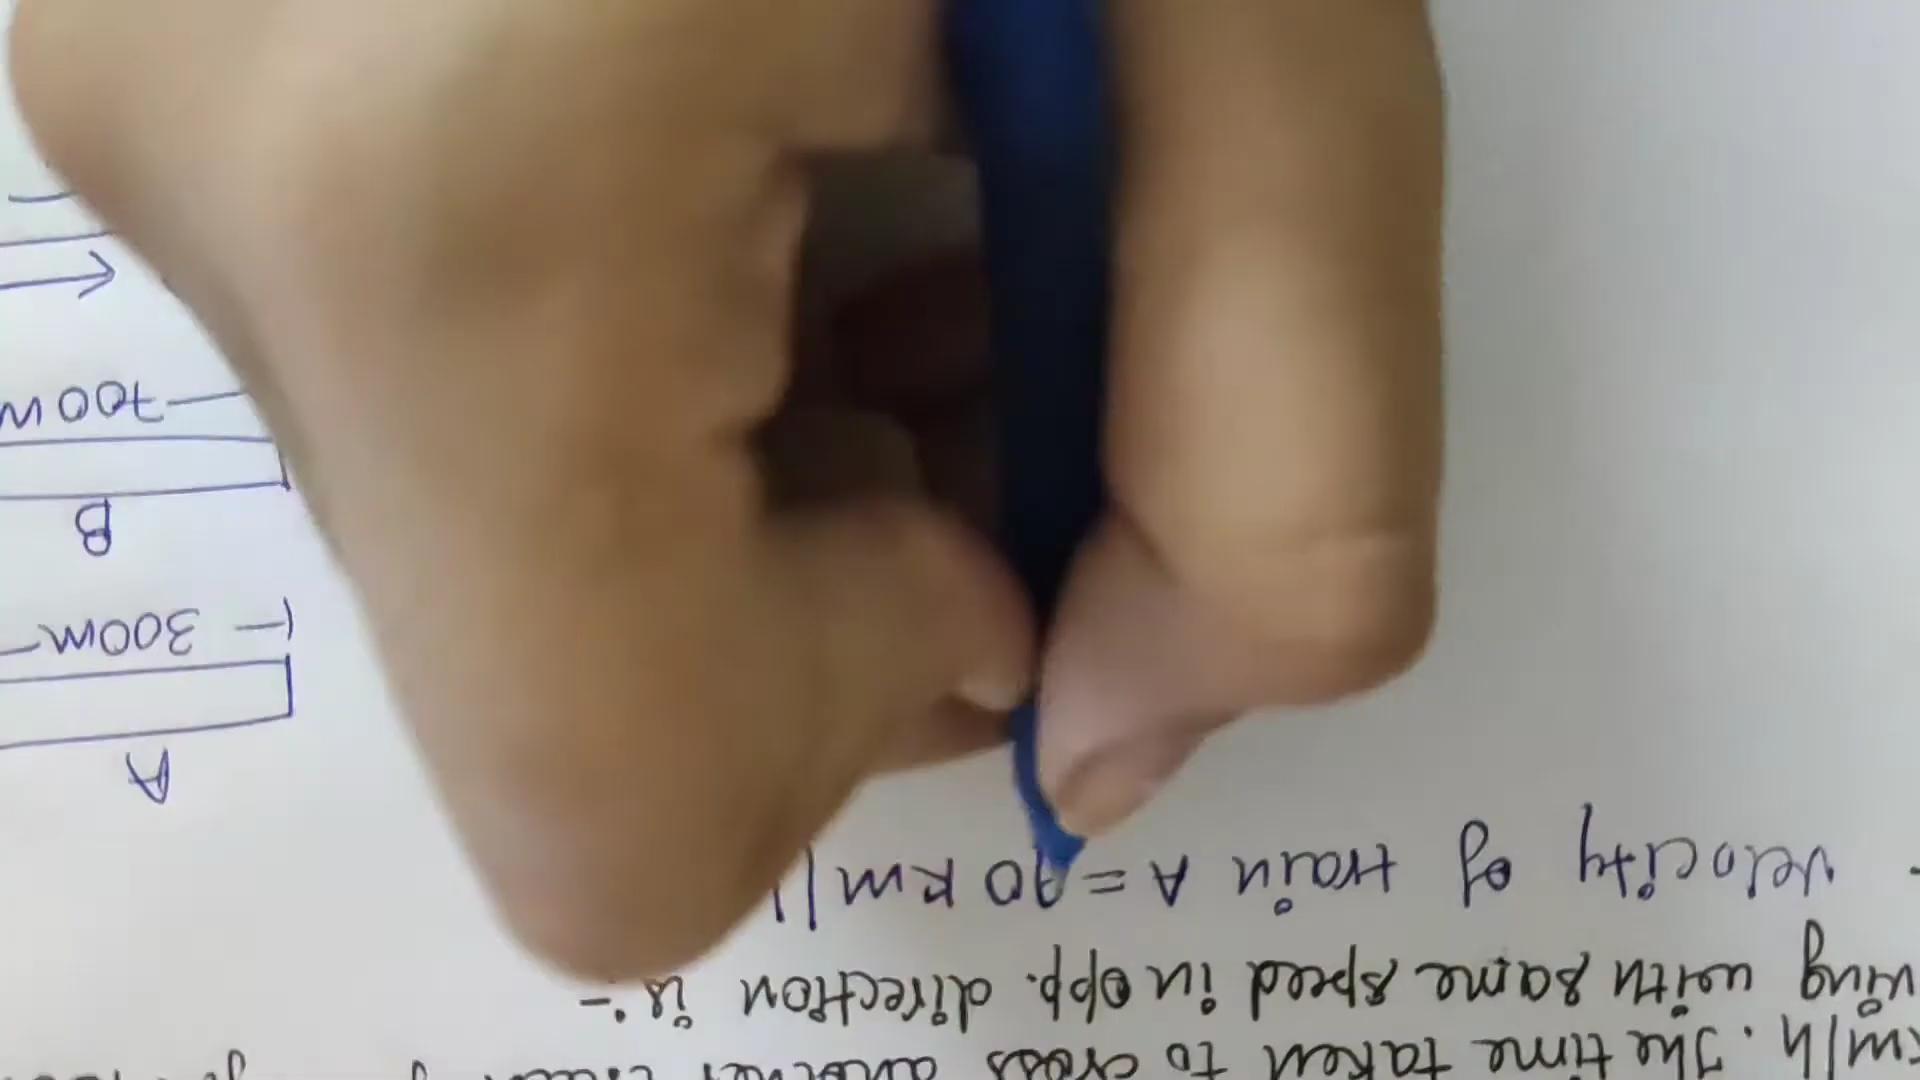 km/h. The time taken to cross another
ving with same speed in opp. direction is :-
velocity of train A = 90 km/
A
300m
B
700m